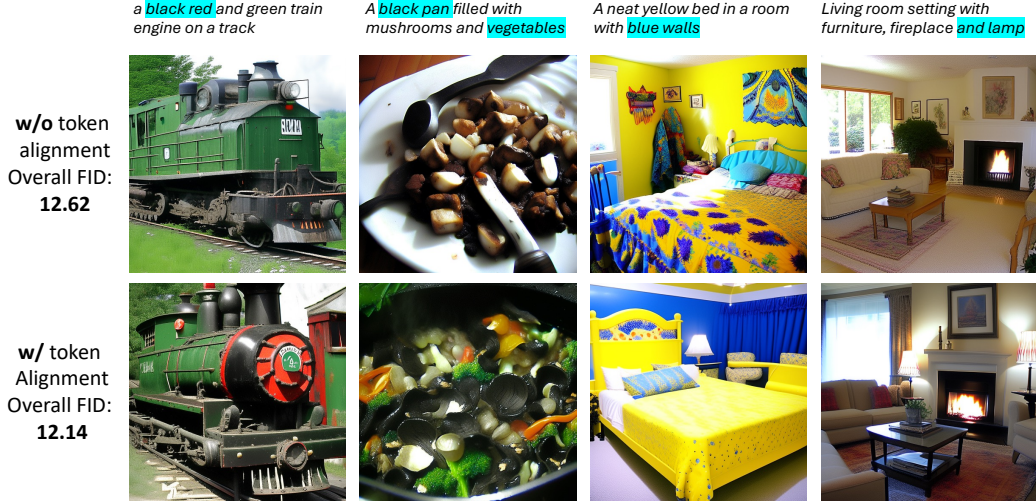 a black red and green train
engine on a track
A black pan filled with
mushrooms and vegetables
A neat yellow bed in a room
with blue walls
Living room setting with
furniture, fireplace and lamp
w/o token
alignment
Overall FID:
12.62
w/ token
Alignment
Overall FID:
12.14